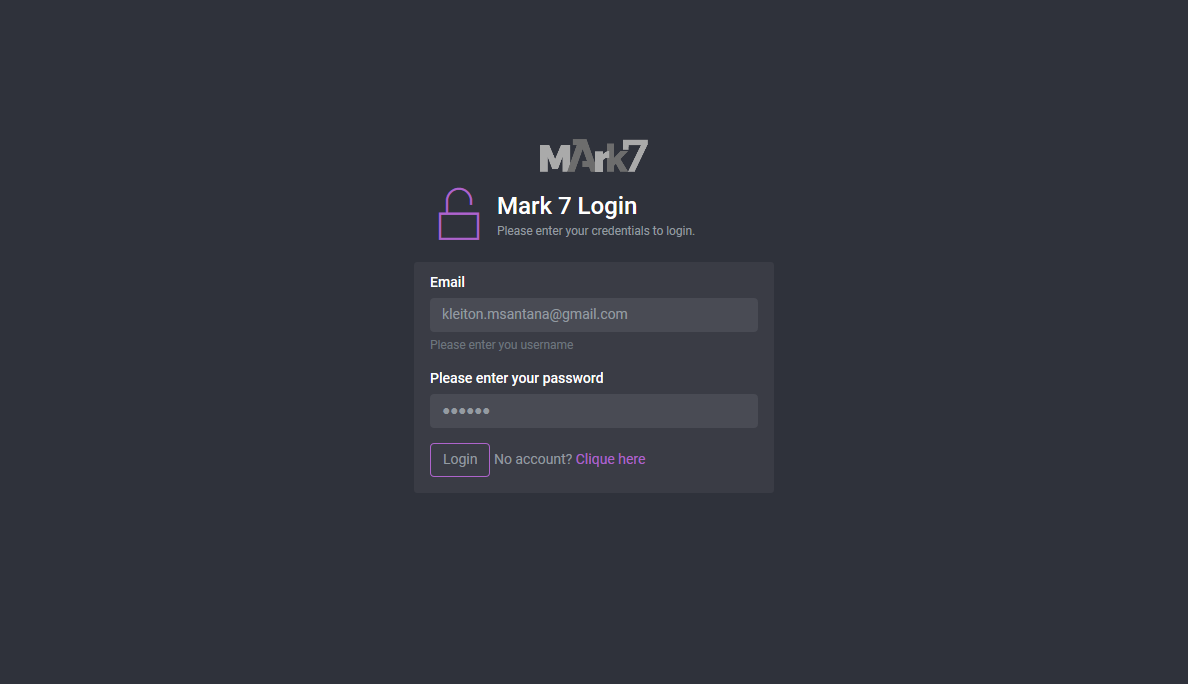 MArk7
Mark 7 Login
Please enter your credentials to login.
Email
kleiton.msantana@gmail.com
Please enter you username
Please enter your password
••••••
Login No account? Clique here